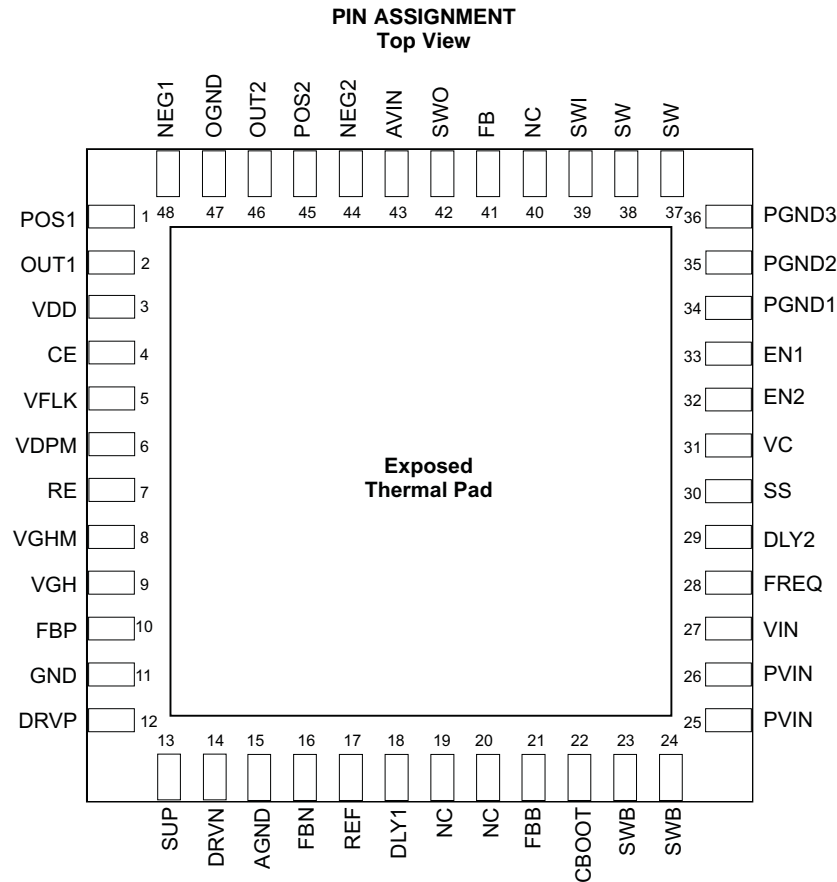 PIN ASSIGNMENT
Top View
NEG1 OGND OUT2 POS2 NEG2 AVIN SWO FB NC SWI SW SW
48 47 46 45 44 43 42 41 40 39 38 37
POS1 1 36 PGND3
OUT1 2 35 PGND2
VDD 3 34 PGND1
CE 4 33 EN1
VFLK 5 32 EN2
VDPM 6 31 VC
RE 7 30 SS
VGHM 8 29 DLY2
VGH 9 28 FREQ
FBP 10 27 VIN
GND 11 26 PVIN
DRVP 12 25 PVIN
Exposed
Thermal Pad
13 14 15 16 17 18 19 20 21 22 23 24
SUP DRVN AGND FBN REF DLY1 NC NC FBB CBOOT SWB SWB